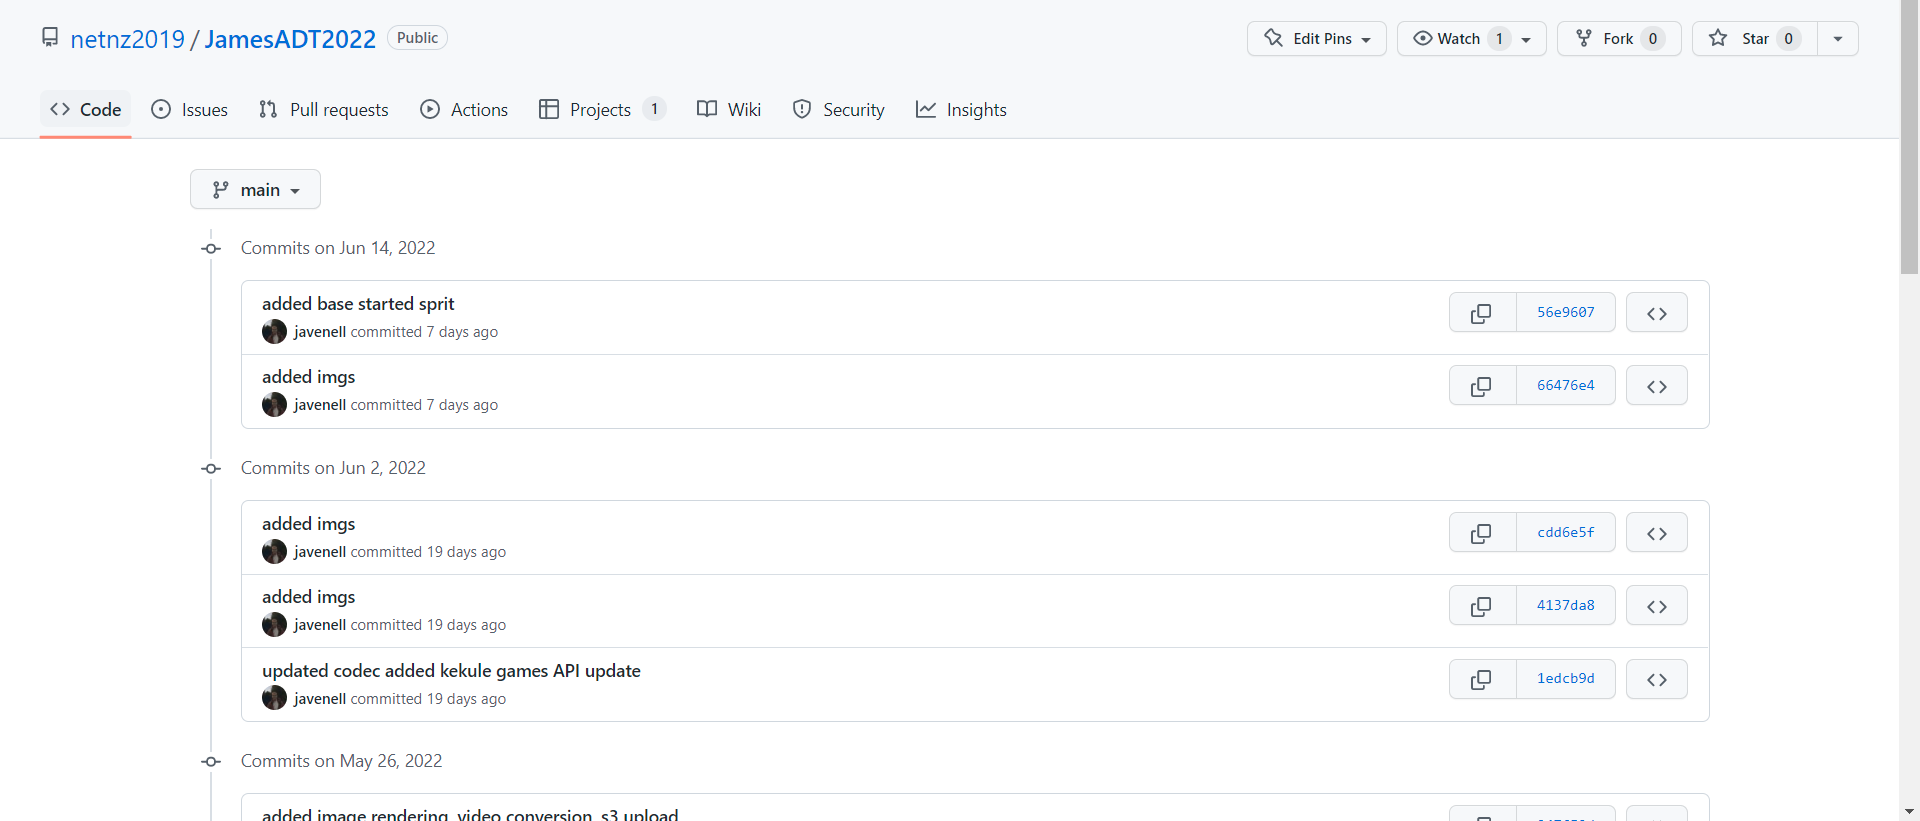 netnz2019 / JamesADT2022 Public
Edit Pins Watch 1 Fork 0 Star 0
Code Issues Pull requests Actions Projects 1 Wiki Security Insights
main
Commits on Jun 14, 2022
added base started sprit
56e9607
javenell committed 7 days ago
added imgs
66476e4
javenell committed 7 days ago
Commits on Jun 2, 2022
added imgs
cdd6e5f
javenell committed 19 days ago
added imgs
4137da8
javenell committed 19 days ago
updated codec added kekule games API update
1edcb9d
javenell committed 19 days ago
Commits on May 26, 2022
added image rendering, video conversion, s3 upload